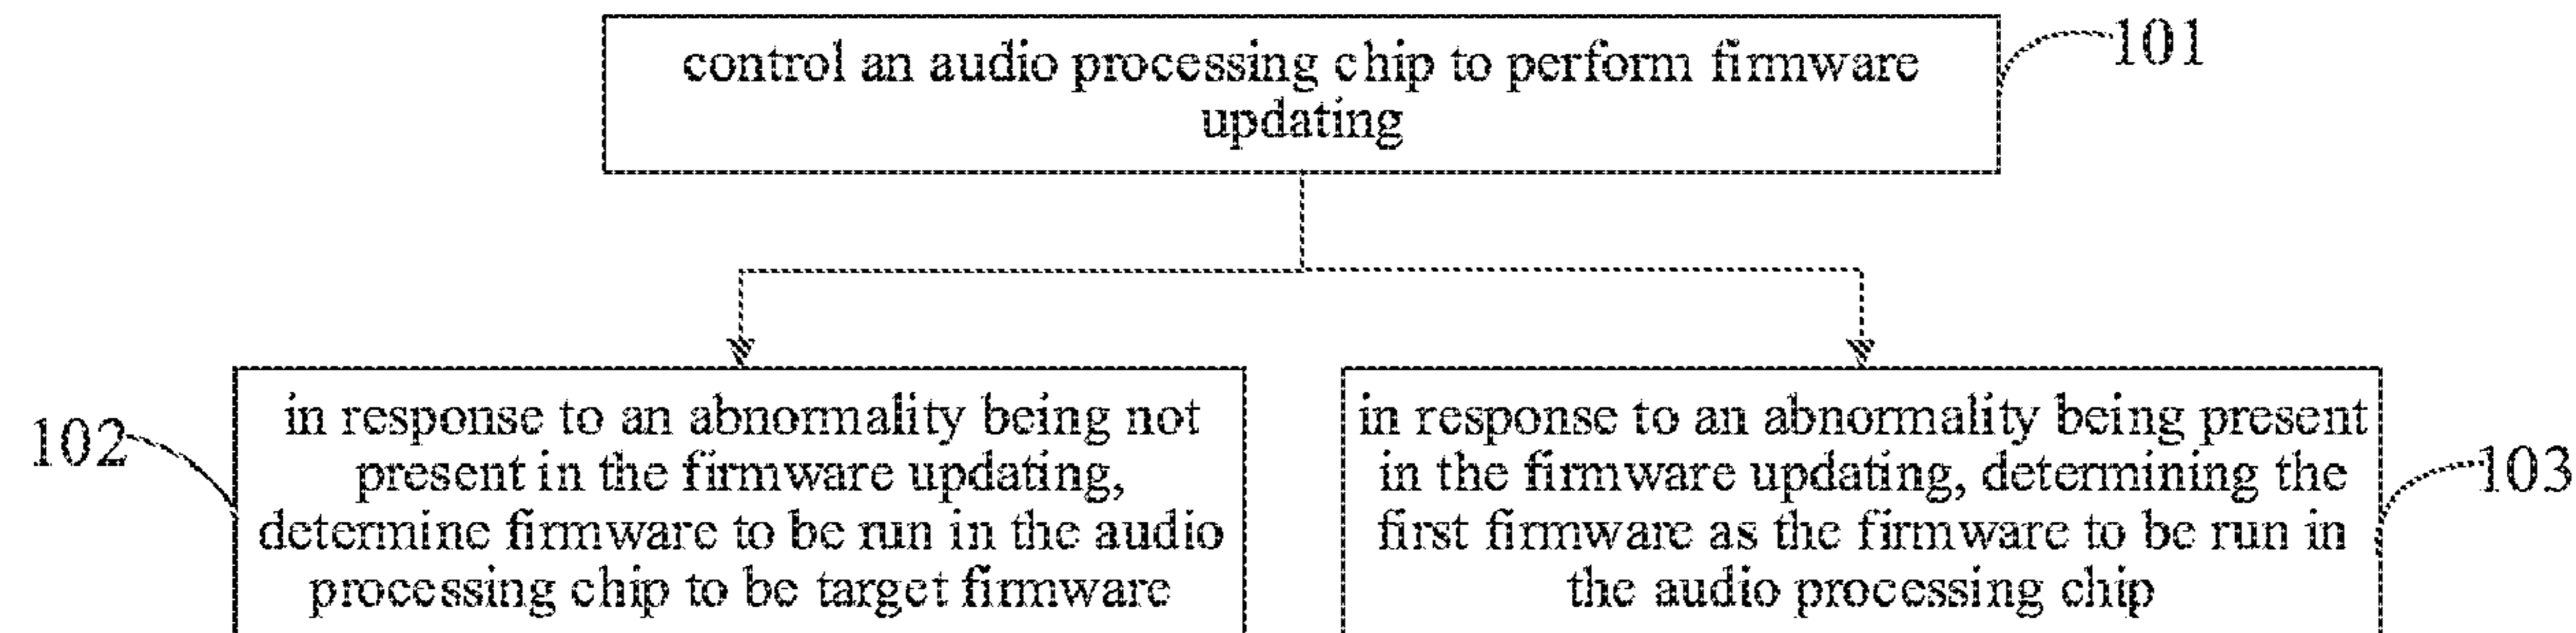 control an audio processing chip to perform firmware
updating
101
102
in response to an abnormality being not
present in the firmware updating,
determine firmware to be run in the audio
processing chip to be target firmware
in response to an abnormality being present
in the firmware updating, determining the
first firmware as the firmware to be run in
the audio processing chip
103